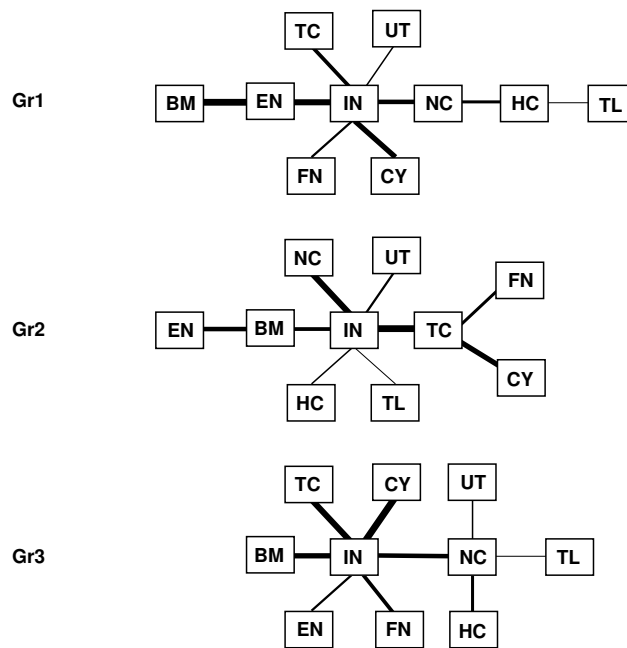 TC UT
Gr1 BM EN IN NC HC TL
FN CY
NC UT FN
Gr2 EN BM IN TC
CY
HC TL
TC CY UT
Gr3 BM IN NC TL
EN FN HC